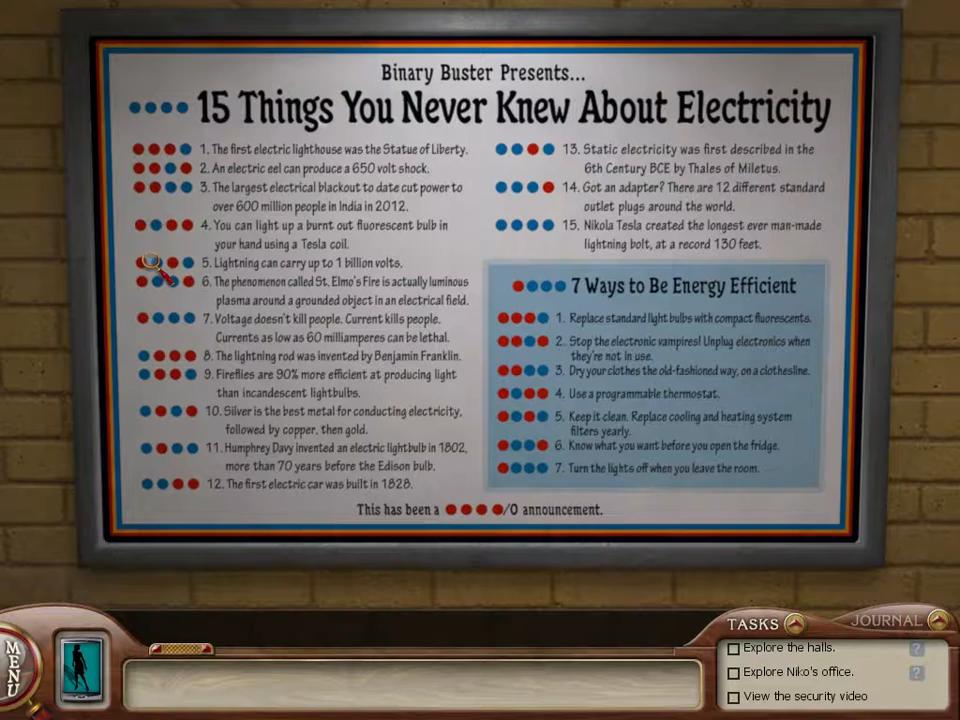 Binary Buster Presents...
15 Things You Never Knew About Electricity
1. The first electric lighthouse was the Statue of Liberty.
2. An electric eel can produce a 650 volt shock.
3. The largest electrical blackout to date cut power to
over 600 million people in India in 2012.
4. You can light up a burnt out fluorescent bulb in
your hand using a Tesla coil.
5. Lightning can carry up to 1 billion volts.
6. The phenomenon called St. Elmo's Fire is actually luminous
plasma around a grounded object in an electrical field.
7. Voltage doesn't kill people. Current kills people.
Currents as low as 60 milliamperes can be lethal.
8. The lightning rod was invented by Benjamin Franklin.
9. Fireflies are 90% more efficient at producing light
than incandescent lightbulbs.
10. Silver is the best metal for conducting electricity,
followed by copper, then gold.
11. Humphrey Davy invented an electric lightbulb in 1802,
more than 70 years before the Edison bulb.
12. The first electric car was built in 1828.
13. Static electricity was first described in the
6th Century BCE by Thales of Miletus.
14. Got an adapter? There are 12 different standard
outlet plugs around the world.
15. Nikola Tesla created the longest ever man-made
lightning bolt, at a record 130 feet.
7 Ways to Be Energy Efficient
1. Replace standard light bulbs with compact fluorescents.
2. Stop the electronic vampires! Unplug electronics when
they're not in use.
3. Dry your clothes the old-fashioned way, on a clothesline.
4. Use a programmable thermostat.
5. Keep it clean. Replace cooling and heating system
filters yearly.
6. Know what you want before you open the fridge.
7. Turn the lights off when you leave the room.
This has been a /0 announcement.
MENU
TASKS
JOURNAL
Explore the halls. ?
Explore Niko's office. ?
View the security video